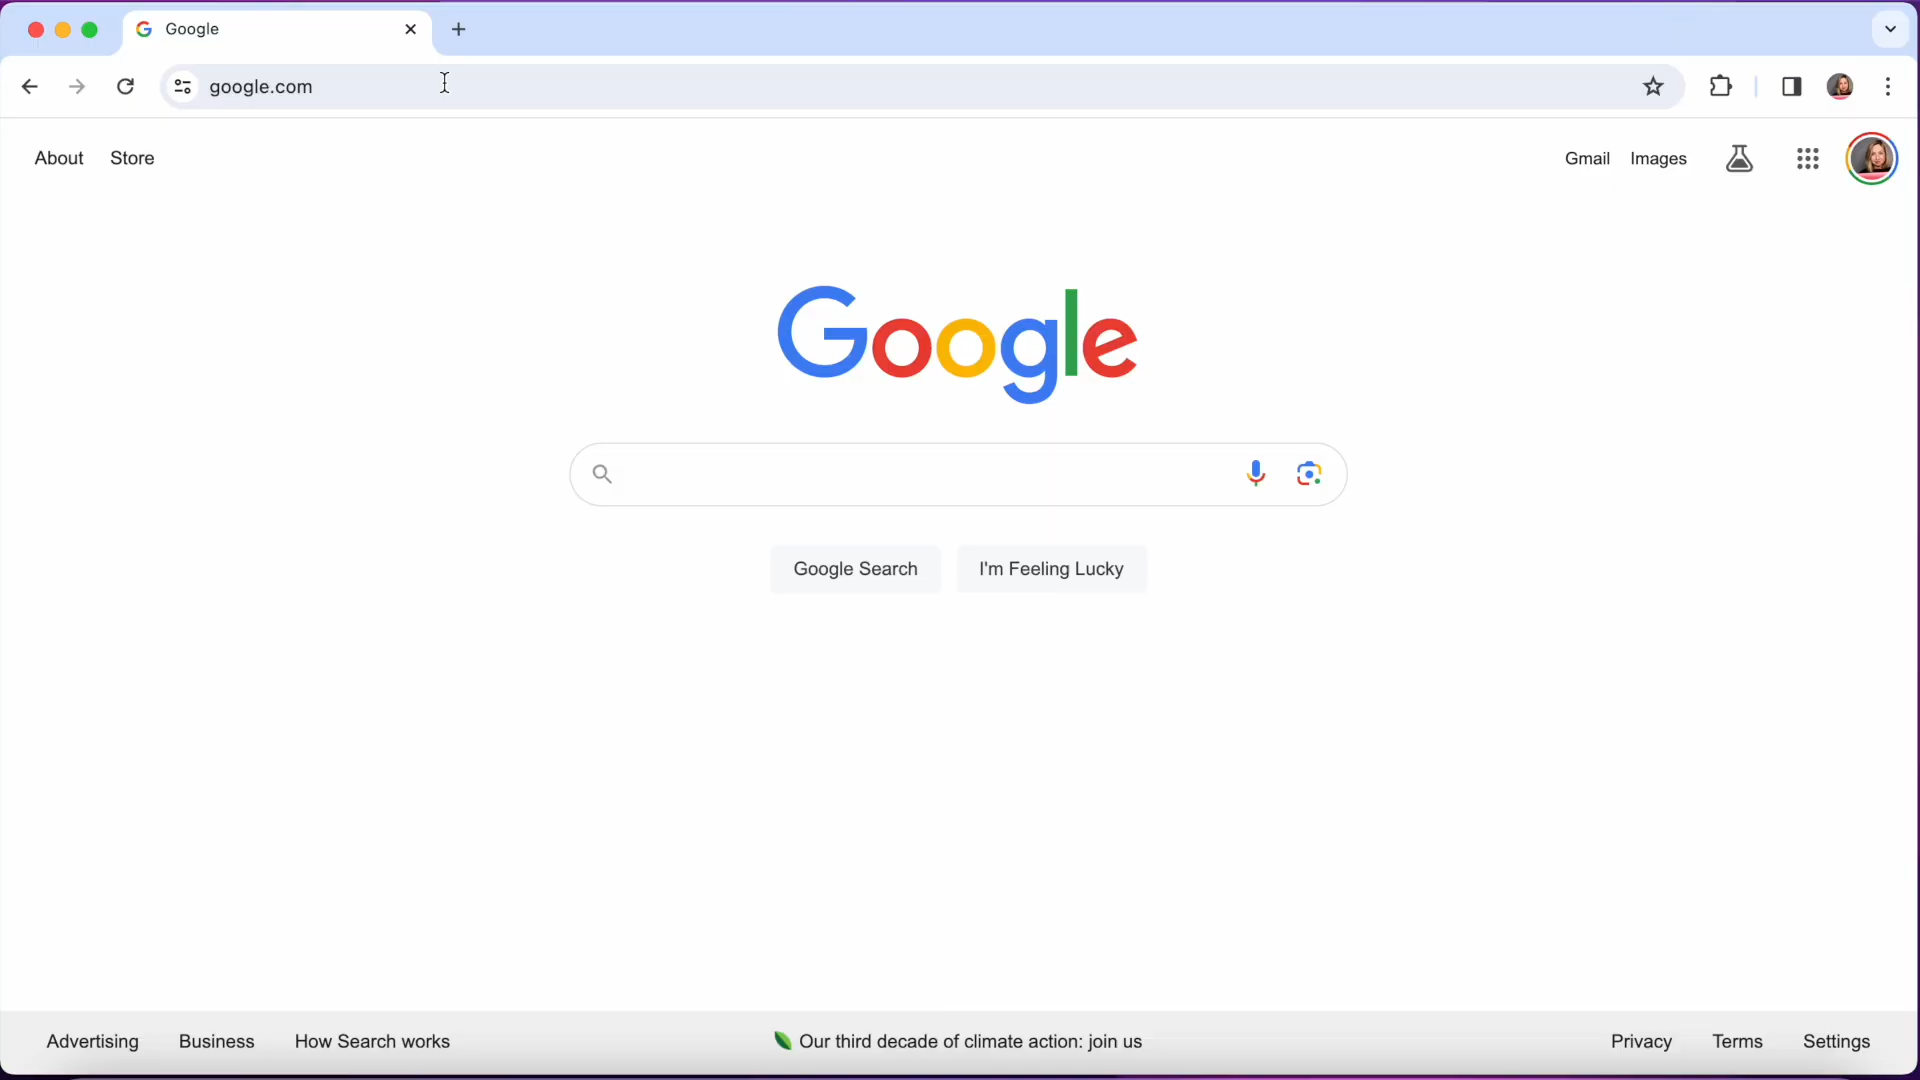 Google
google.com
About Store
Gmail Images
Google
Google Search I'm Feeling Lucky
Advertising Business How Search works
Our third decade of climate action: join us
Privacy Terms Settings